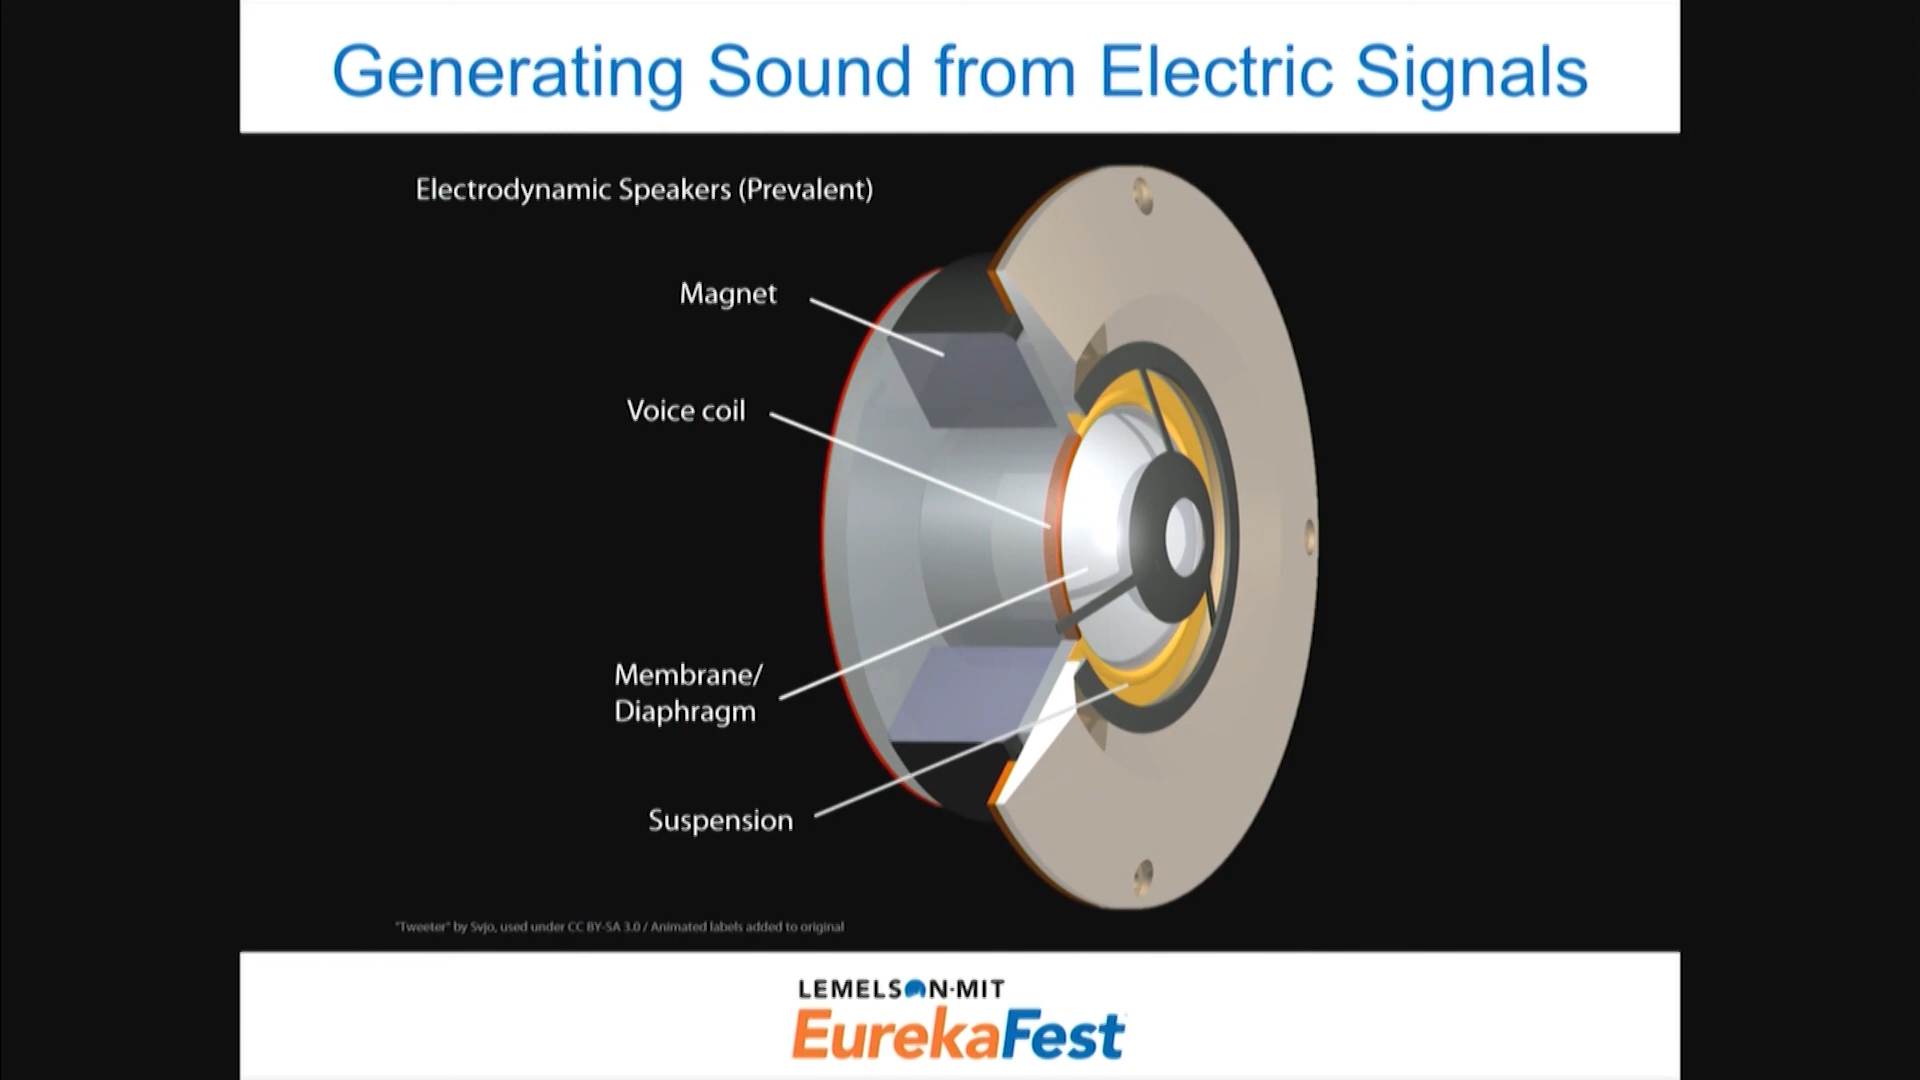 Generating Sound from Electric Signals
Electrodynamic Speakers (Prevalent)
Magnet
Voice coil
Membrane/
Diaphragm
Suspension
"Tweeter" by Svjo, used under CC BY-SA 3.0 / Animated labels added to original
LEMELSON-MIT
EurekaFest